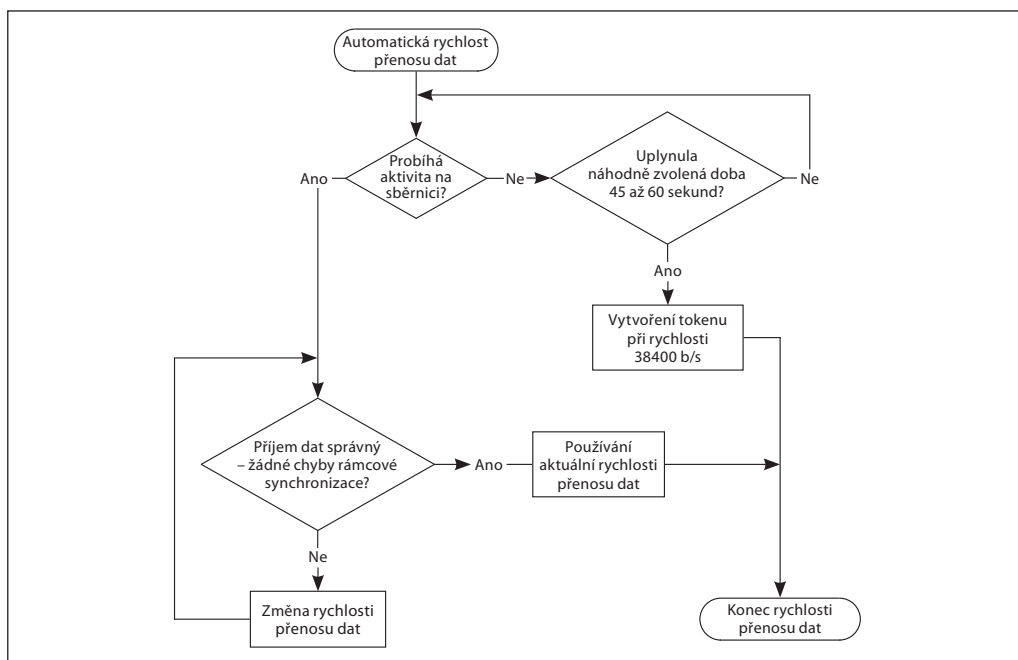 Automatická rychlost
přenosu dat
Probíhá
aktivita na
sběrnici?
Ano
Ne
Uplynula
náhodně zvolená doba
45 až 60 sekund?
Ne
Ano
Vytvoření tokenu
při rychlosti
38400 b/s
Příjem dat správný
– žádné chyby rámcové
synchronizace?
Ano
Používání
aktuální rychlosti
přenosu dat
Ne
Změna rychlosti
přenosu dat
Konec rychlosti
přenosu dat